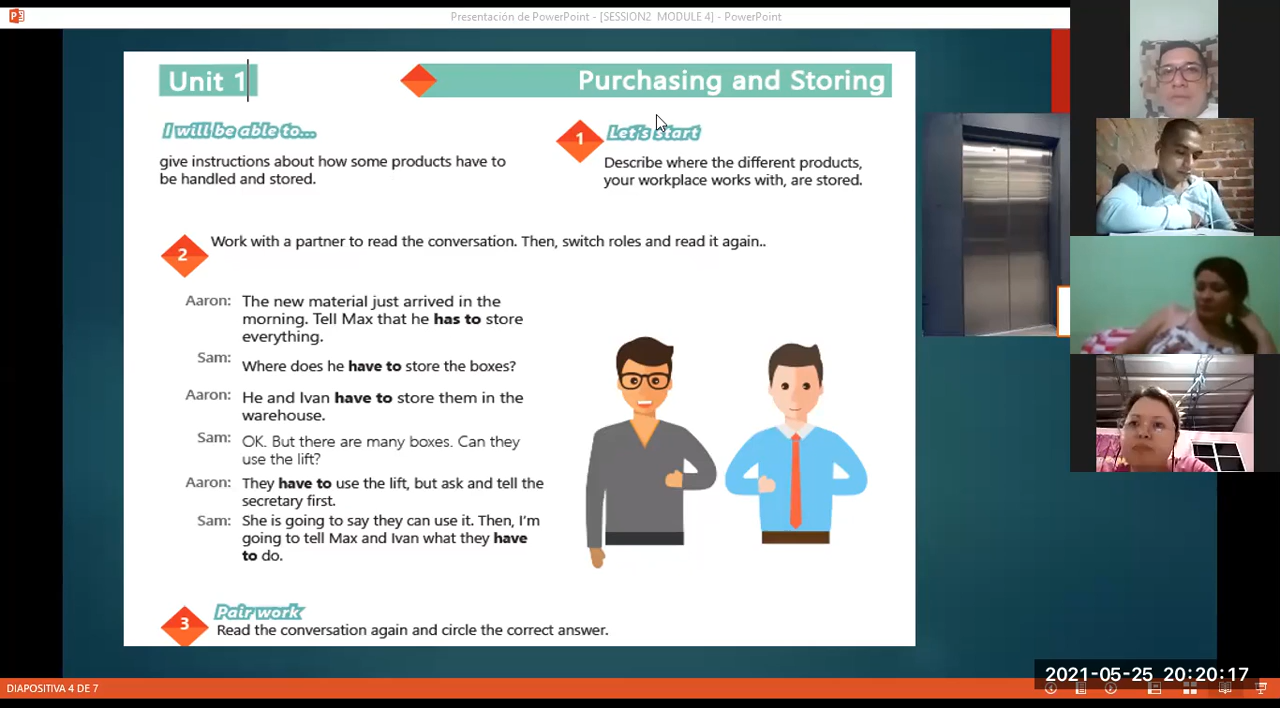 Presentación de PowerPoint - [SESSION2 MODULE 4] - PowerPoint
Unit 1
Purchasing and Storing
I will be able to...
give instructions about how some products have to
be handled and stored.
1
Let's start
Describe where the different products,
your workplace works with, are stored.
2
Work with a partner to read the conversation. Then, switch roles and read it again..
Aaron: The new material just arrived in the
morning. Tell Max that he has to store
everything.
Sam: Where does he have to store the boxes?
Aaron: He and Ivan have to store them in the
warehouse.
Sam: OK. But there are many boxes. Can they
use the lift?
Aaron: They have to use the lift, but ask and tell the
secretary first.
Sam: She is going to say they can use it. Then, I'm
going to tell Max and Ivan what they have
to do.
3
Pair work
Read the conversation again and circle the correct answer.
2021-05-25 20:20:17
DIAPOSITIVA 4 DE 7